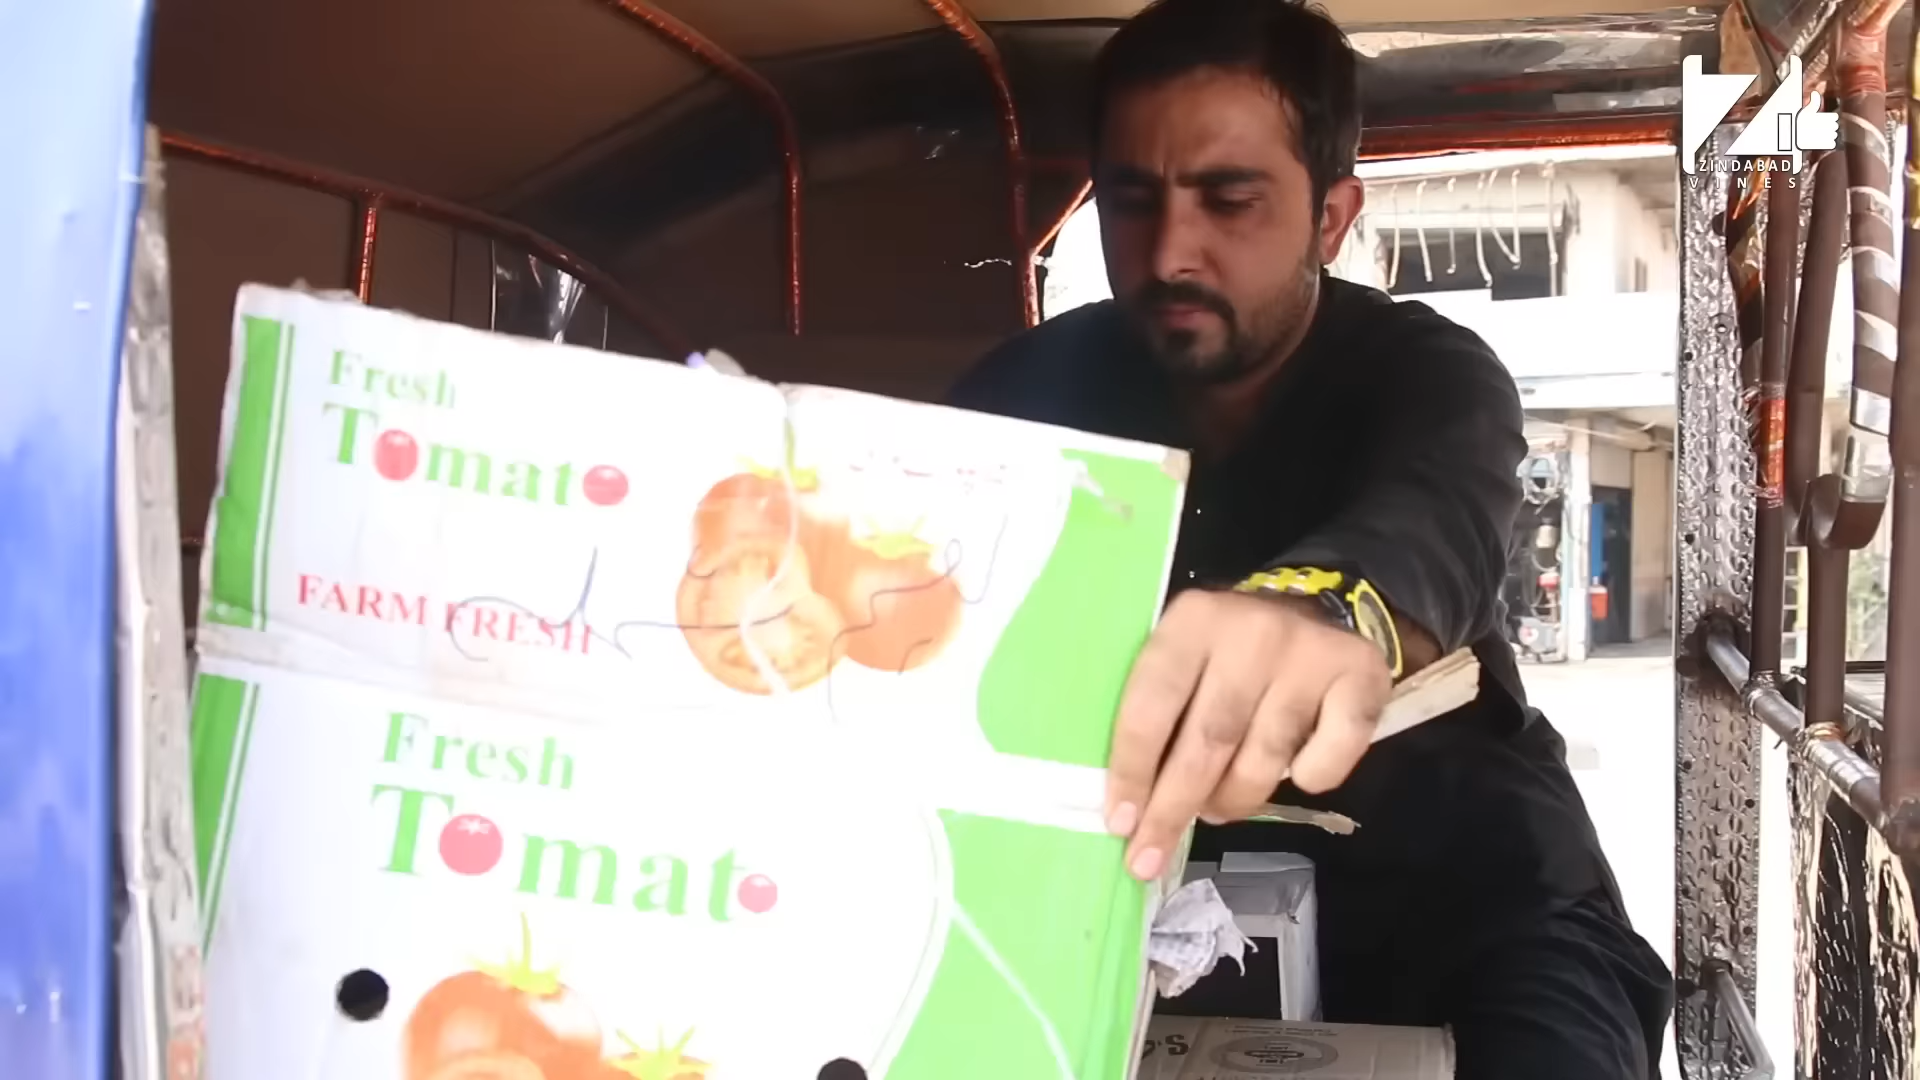 ZINDABAD
VINES
Fresh
Tomato
FARM FRESH
Fresh
Tomato